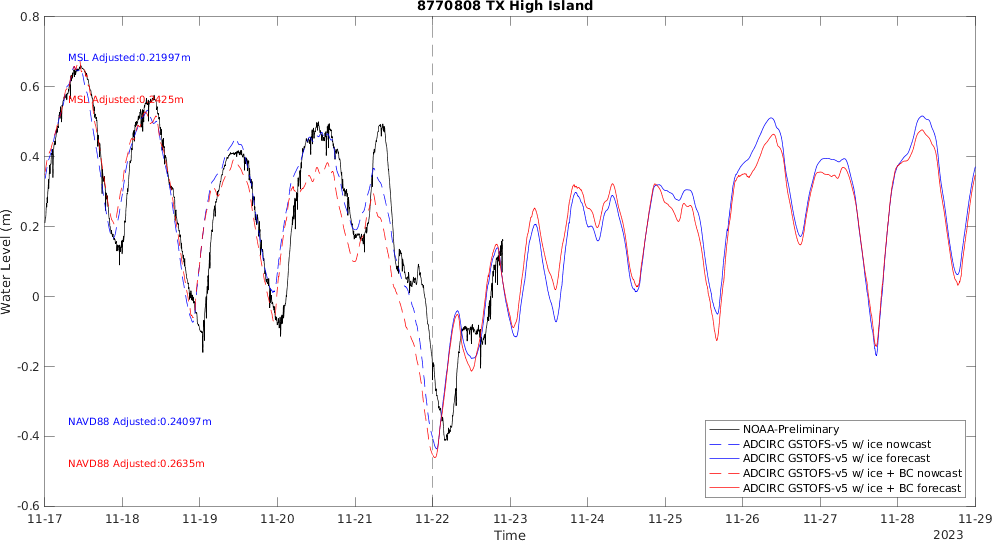 8770808 TX High Island
0.8
0.6
0.4
0.2
0
-0.2
-0.4
-0.6
Water Level (m)
MSL Adjusted:0.21997m
MSL Adjusted:0.2425m
NAVD88 Adjusted:0.24097m
NAVD88 Adjusted:0.2635m
NOAA-Preliminary
ADCIRC GSTOFS-v5 w/ ice nowcast
ADCIRC GSTOFS-v5 w/ ice forecast
ADCIRC GSTOFS-v5 w/ ice + BC nowcast
ADCIRC GSTOFS-v5 w/ ice + BC forecast
11-17 11-18 11-19 11-20 11-21 11-22 11-23 11-24 11-25 11-26 11-27 11-28 11-29
Time
2023